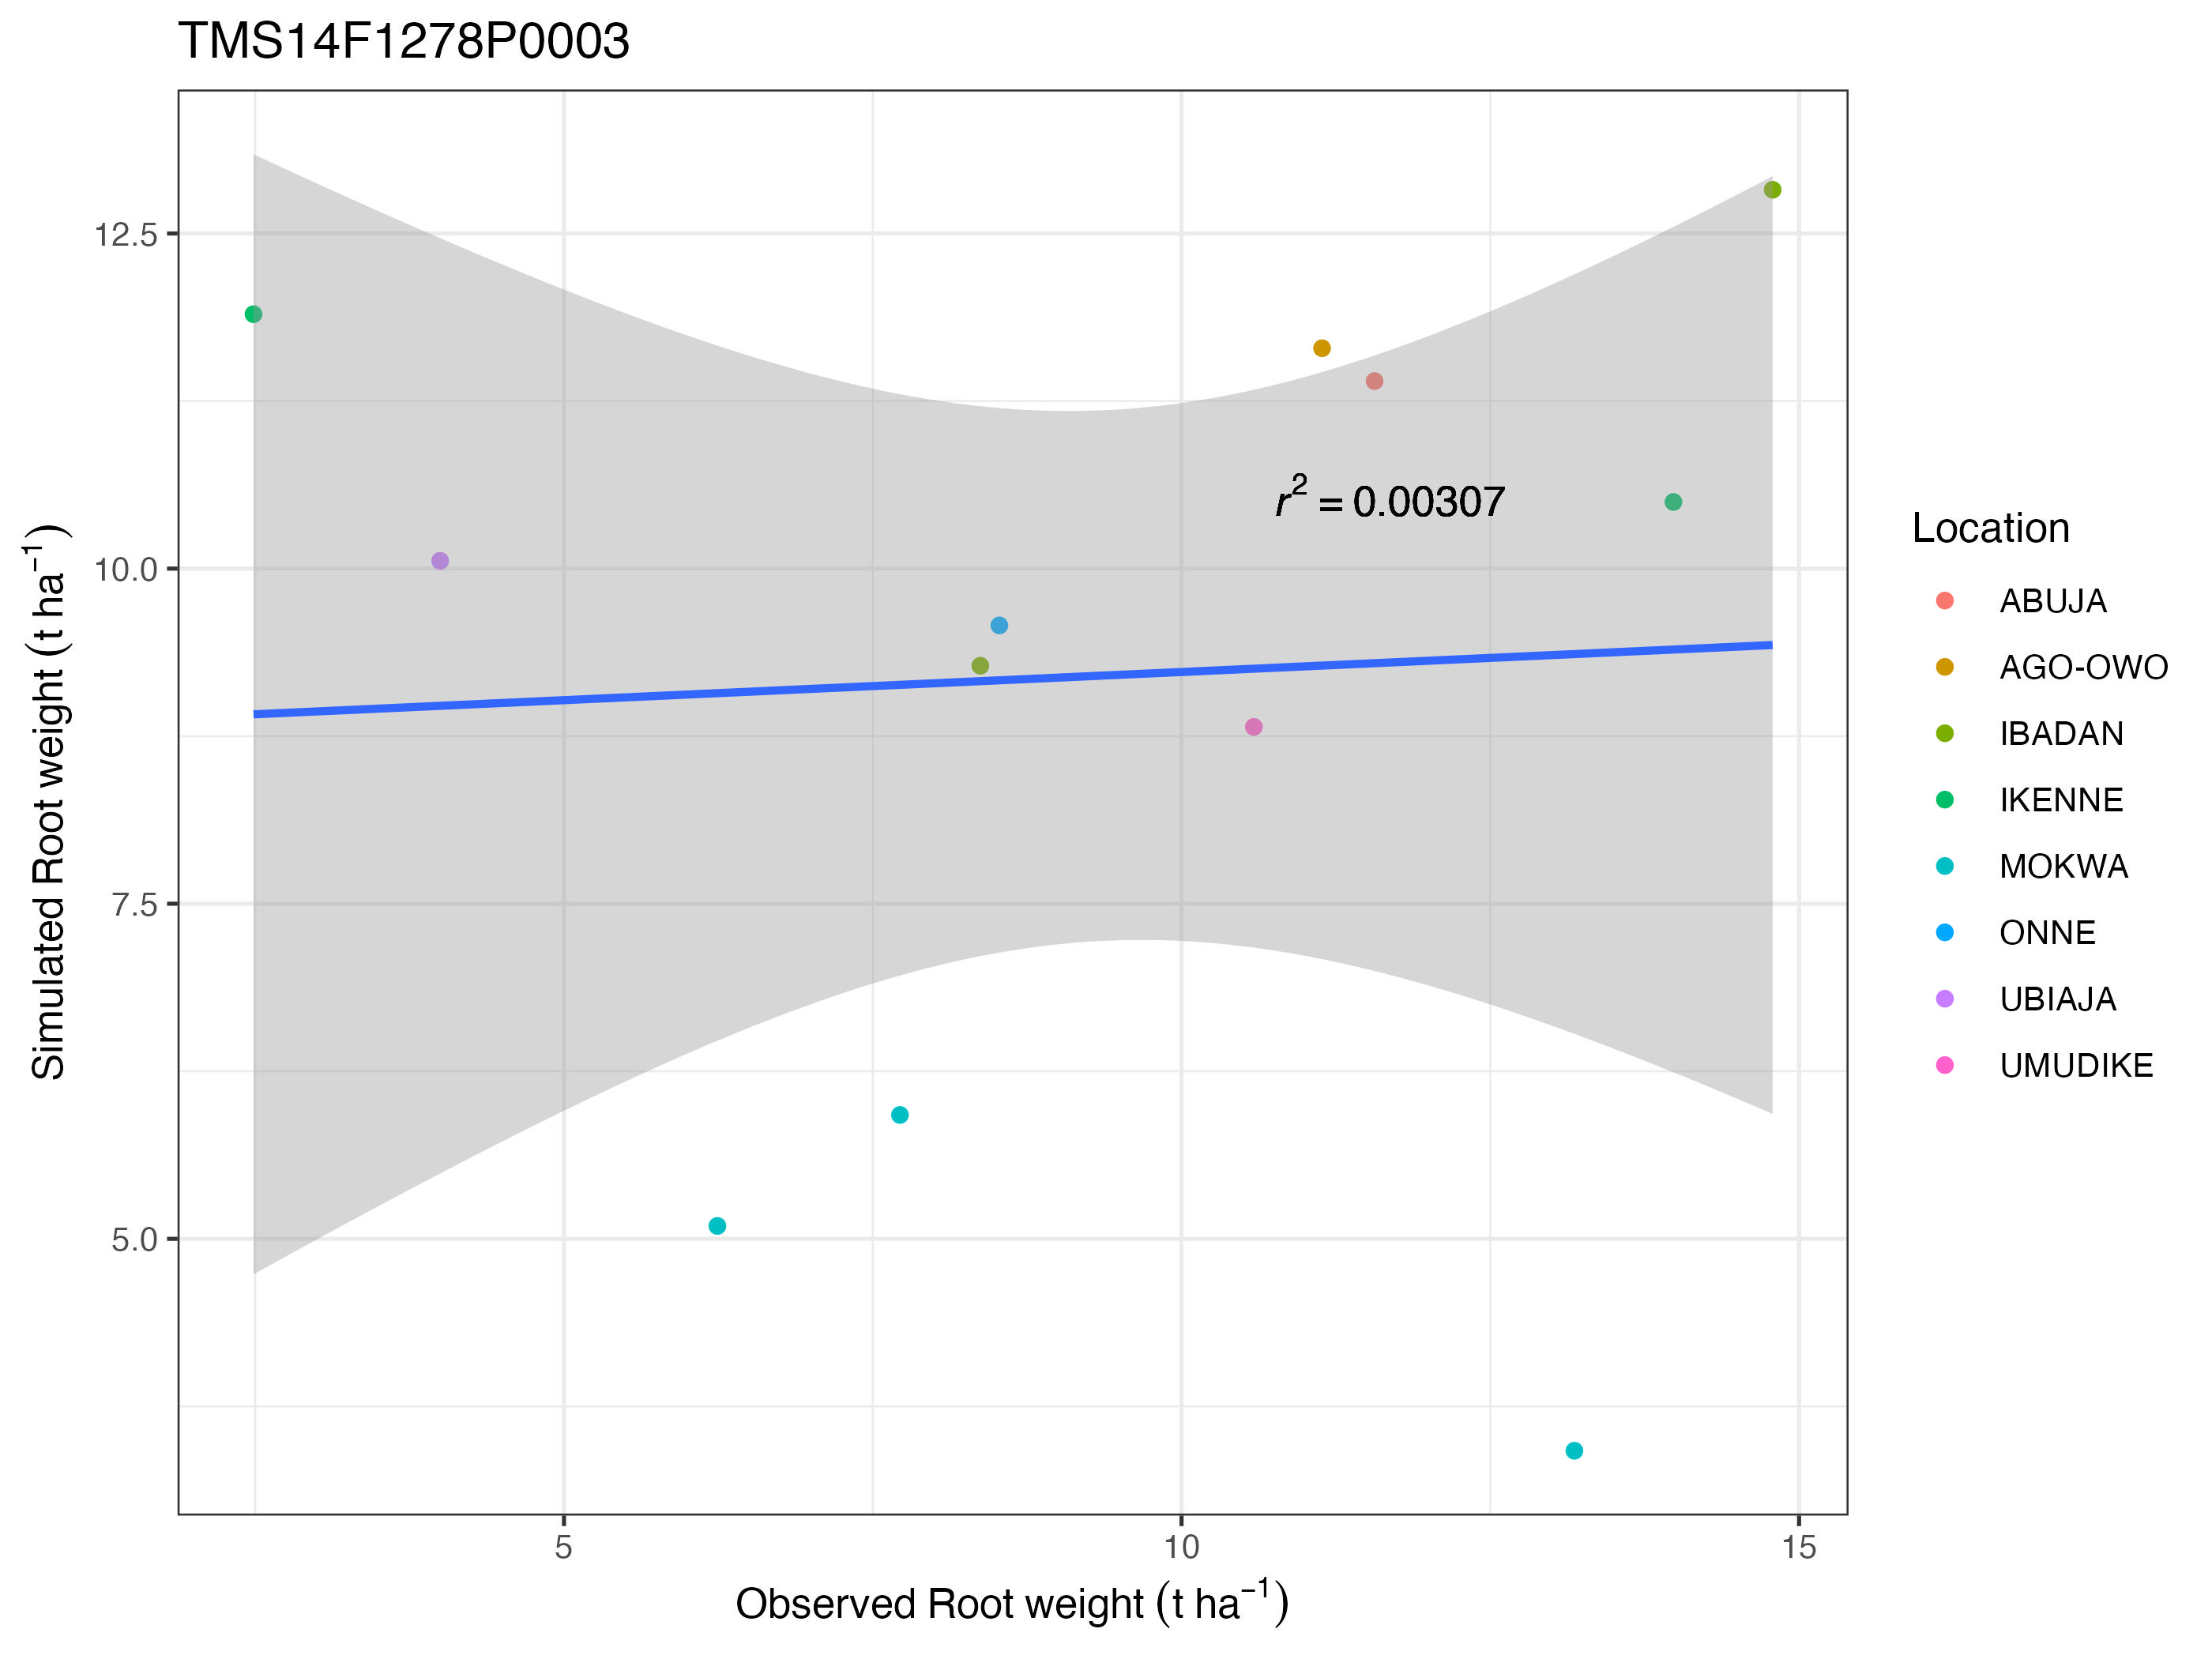 TMS14F1278P0003
Simulated Root weight (t ha⁻¹)
12.5
10.0
7.5
5.0
r² = 0.00307
5
10
15
Observed Root weight (t ha⁻¹)
Location
ABUJA
AGO-OWO
IBADAN
IKENNE
MOKWA
ONNE
UBIAJA
UMUDIKE